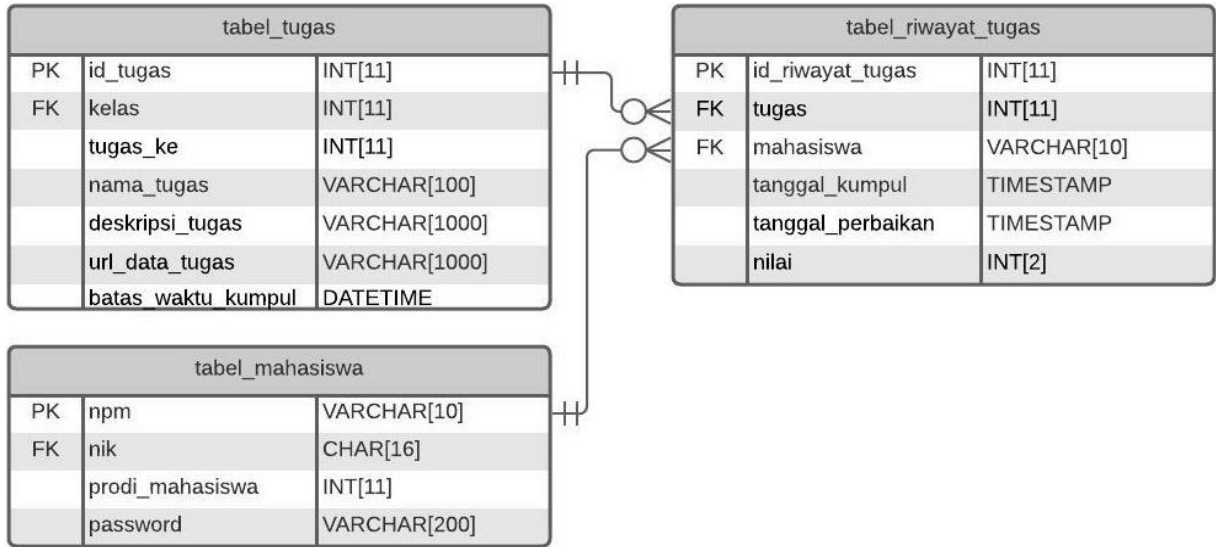 tabel_tugas
PK id_tugas INT[11]
FK kelas INT[11]
tugas_ke INT[11]
nama_tugas VARCHAR[100]
deskripsi_tugas VARCHAR[1000]
url_data_tugas VARCHAR[1000]
batas_waktu_kumpul DATETIME
tabel_riwayat_tugas
PK id_riwayat_tugas INT[11]
FK tugas INT[11]
FK mahasiswa VARCHAR[10]
tanggal_kumpul TIMESTAMP
tanggal_perbaikan TIMESTAMP
nilai INT[2]
tabel_mahasiswa
PK npm VARCHAR[10]
FK nik CHAR[16]
prodi_mahasiswa INT[11]
password VARCHAR[200]